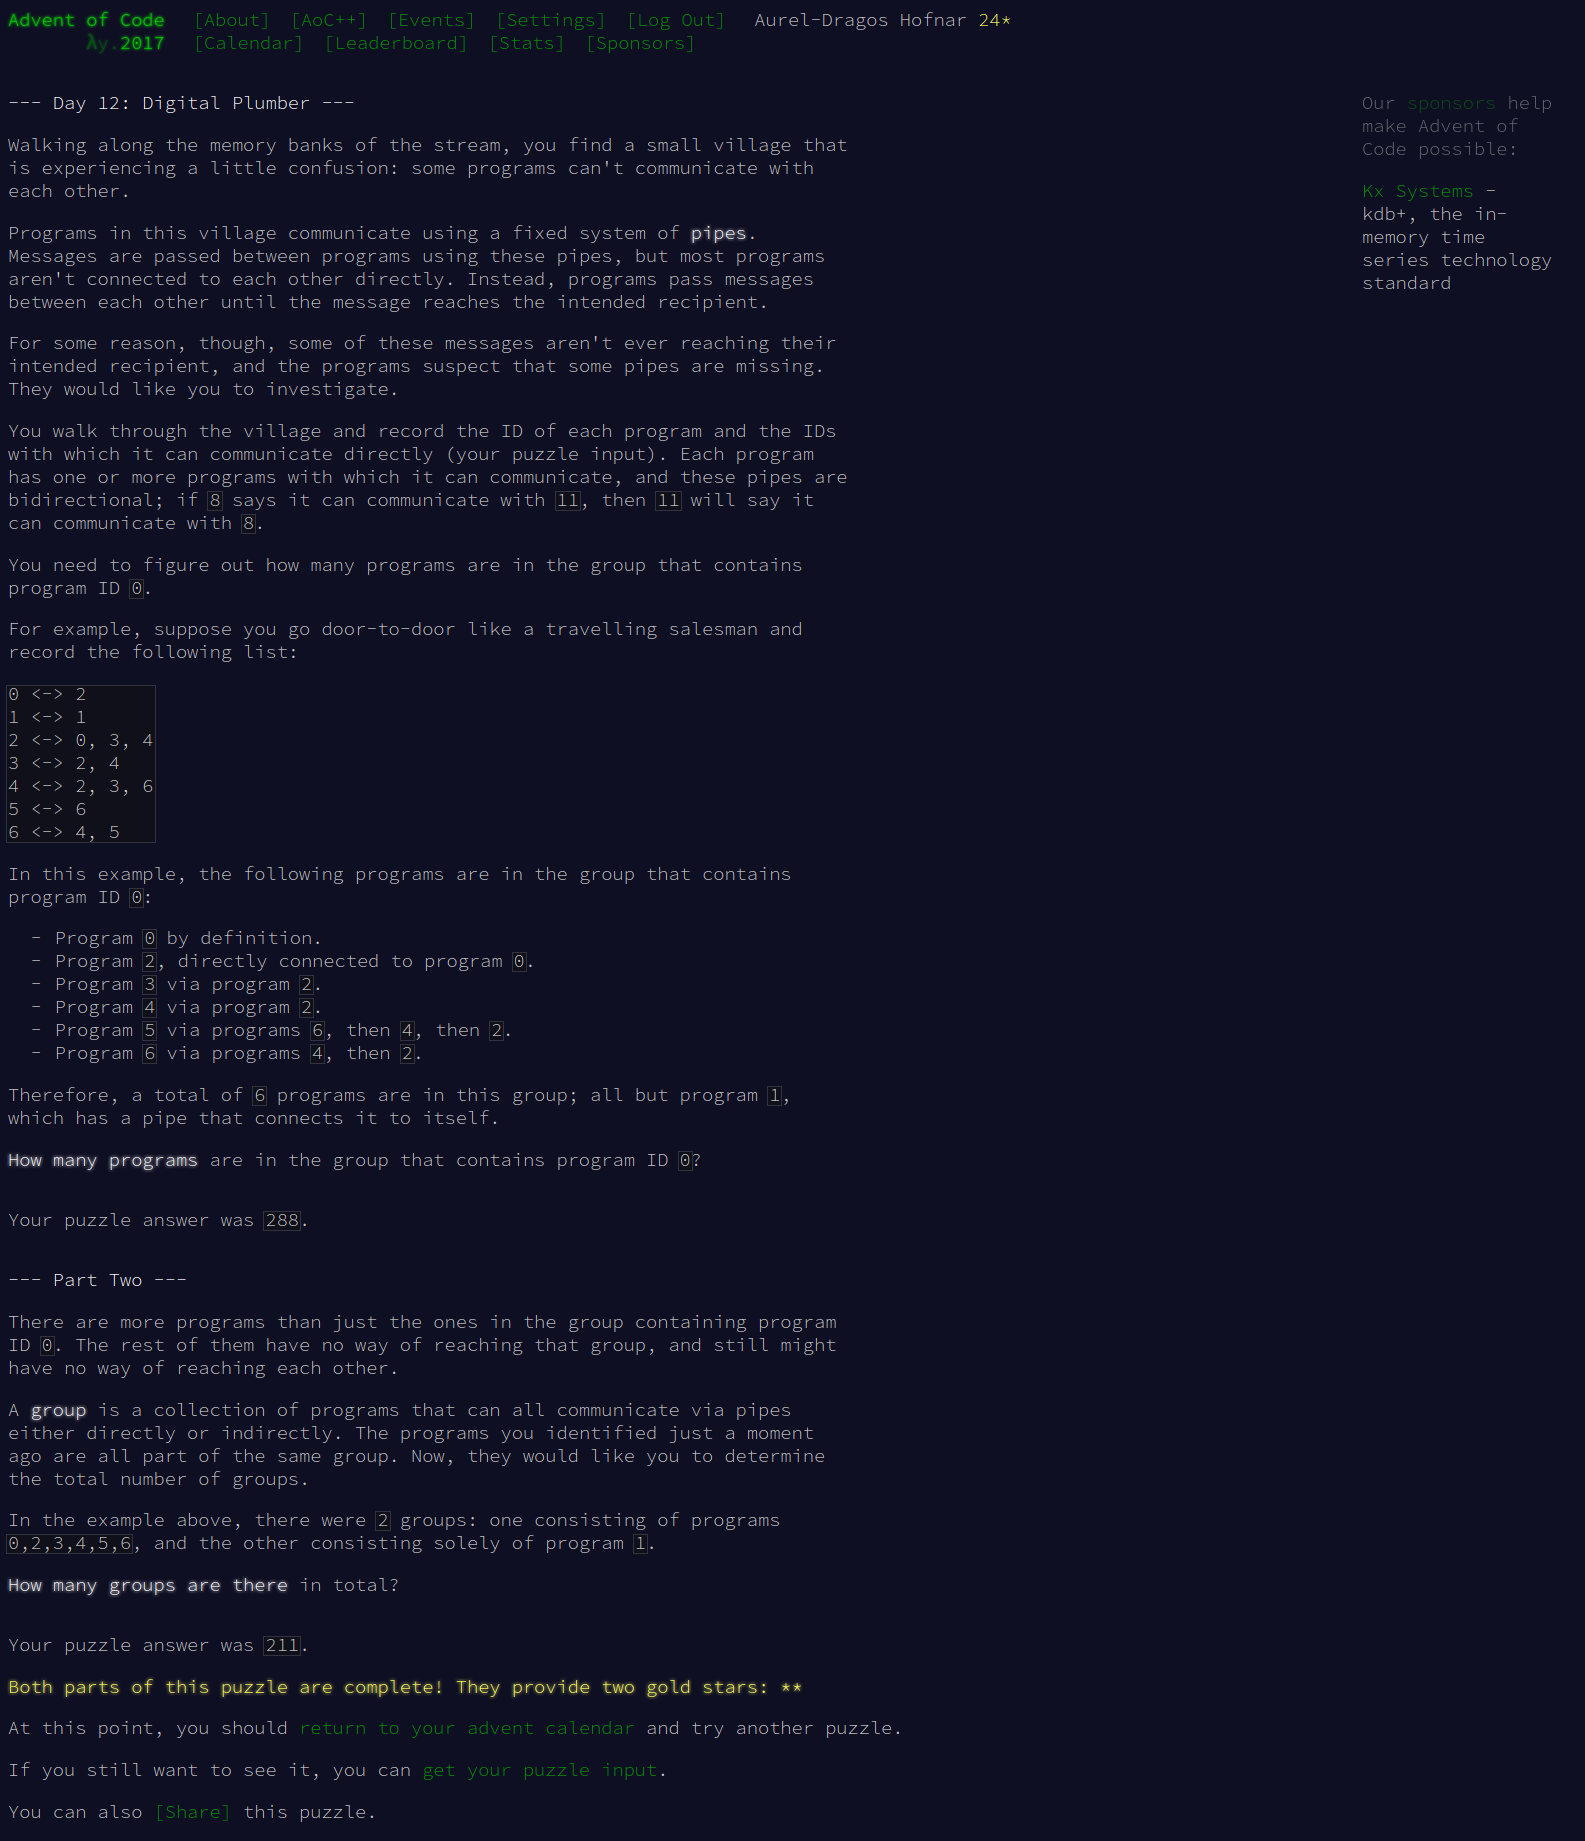 Advent of Code [About] [AoC++] [Events] [Settings] [Log Out] Aurel-Dragos Hofnar 24*
λy.2017 [Calendar] [Leaderboard] [Stats] [Sponsors]
--- Day 12: Digital Plumber ---
Walking along the memory banks of the stream, you find a small village that
is experiencing a little confusion: some programs can't communicate with
each other.
Programs in this village communicate using a fixed system of pipes.
Messages are passed between programs using these pipes, but most programs
aren't connected to each other directly. Instead, programs pass messages
between each other until the message reaches the intended recipient.
For some reason, though, some of these messages aren't ever reaching their
intended recipient, and the programs suspect that some pipes are missing.
They would like you to investigate.
You walk through the village and record the ID of each program and the IDs
with which it can communicate directly (your puzzle input). Each program
has one or more programs with which it can communicate, and these pipes are
bidirectional; if 8 says it can communicate with 11, then 11 will say it
can communicate with 8.
You need to figure out how many programs are in the group that contains
program ID 0.
For example, suppose you go door-to-door like a travelling salesman and
record the following list:
0 <-> 2
1 <-> 1
2 <-> 0, 3, 4
3 <-> 2, 4
4 <-> 2, 3, 6
5 <-> 6
6 <-> 4, 5
In this example, the following programs are in the group that contains
program ID 0:
- Program 0 by definition.
- Program 2, directly connected to program 0.
- Program 3 via program 2.
- Program 4 via program 2.
- Program 5 via programs 6, then 4, then 2.
- Program 6 via programs 4, then 2.
Therefore, a total of 6 programs are in this group; all but program 1,
which has a pipe that connects it to itself.
How many programs are in the group that contains program ID 0?
Your puzzle answer was 288.
--- Part Two ---
There are more programs than just the ones in the group containing program
ID 0. The rest of them have no way of reaching that group, and still might
have no way of reaching each other.
A group is a collection of programs that can all communicate via pipes
either directly or indirectly. The programs you identified just a moment
ago are all part of the same group. Now, they would like you to determine
the total number of groups.
In the example above, there were 2 groups: one consisting of programs
0,2,3,4,5,6, and the other consisting solely of program 1.
How many groups are there in total?
Your puzzle answer was 211.
Both parts of this puzzle are complete! They provide two gold stars: **
At this point, you should return to your advent calendar and try another puzzle.
If you still want to see it, you can get your puzzle input.
You can also [Share] this puzzle.
Our sponsors help
make Advent of
Code possible:
Kx Systems -
kdb+, the in-
memory time
series technology
standard